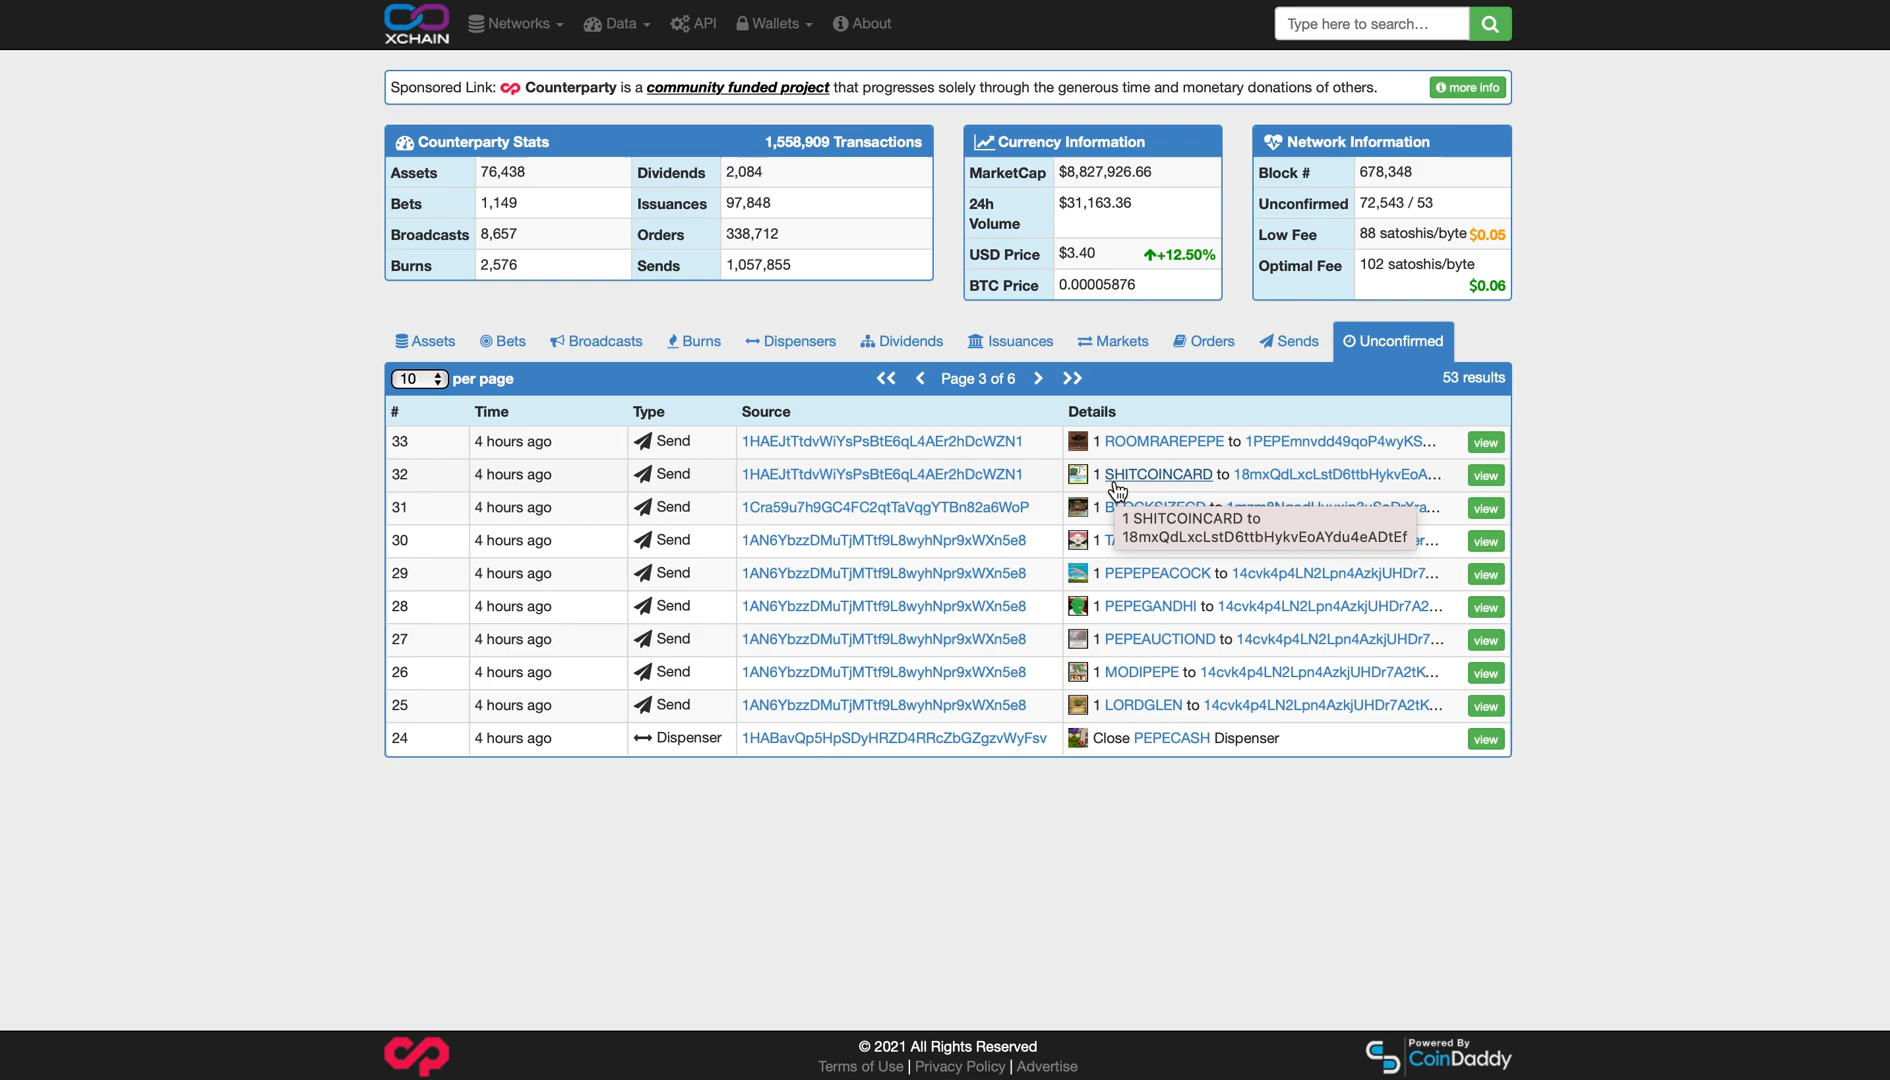 XCHAIN Networks Data API Wallets About Type here to search...
Sponsored Link: Counterparty is a community funded project that progresses solely through the generous time and monetary donations of others. more info
Counterparty Stats 1,558,909 Transactions
Assets 76,438 Dividends 2,084
Bets 1,149 Issuances 97,848
Broadcasts 8,657 Orders 338,712
Burns 2,576 Sends 1,057,855
Currency Information
MarketCap $8,827,926.66
24h Volume $31,163.36
USD Price $3.40 +12.50%
BTC Price 0.00005876
Network Information
Block # 678,348
Unconfirmed 72,543 / 53
Low Fee 88 satoshis/byte $0.05
Optimal Fee 102 satoshis/byte
$0.06
Assets Bets Broadcasts Burns Dispensers Dividends Issuances Markets Orders Sends Unconfirmed
10 per page Page 3 of 6 53 results
# Time Type Source Details
33 4 hours ago Send 1HAEJtTtdvWiYsPsBtE6qL4AEr2hDcWZN1 1 ROOMRAREPEPE to 1PEPEmnvdd49qoP4wyKS... view
32 4 hours ago Send 1HAEJtTtdvWiYsPsBtE6qL4AEr2hDcWZN1 1 SHITCOINCARD to 18mxQdLxcLstD6ttbHykvEoA... view
31 4 hours ago Send 1Cra59u7h9GC4FC2qtTaVqgYTBn82a6WoP 1 view
1 SHITCOINCARD to
18mxQdLxcLstD6ttbHykvEoAYdu4eADtEf
30 4 hours ago Send 1AN6YbzzDMuTjMTtf9L8wyhNpr9xWXn5e8 1 view
29 4 hours ago Send 1AN6YbzzDMuTjMTtf9L8wyhNpr9xWXn5e8 1 PEPEPEACOCK to 14cvk4p4LN2Lpn4AzkjUHDr7... view
28 4 hours ago Send 1AN6YbzzDMuTjMTtf9L8wyhNpr9xWXn5e8 1 PEPEGANDHI to 14cvk4p4LN2Lpn4AzkjUHDr7A2... view
27 4 hours ago Send 1AN6YbzzDMuTjMTtf9L8wyhNpr9xWXn5e8 1 PEPEAUCTIOND to 14cvk4p4LN2Lpn4AzkjUHDr7... view
26 4 hours ago Send 1AN6YbzzDMuTjMTtf9L8wyhNpr9xWXn5e8 1 MODIPEPE to 14cvk4p4LN2Lpn4AzkjUHDr7A2tK... view
25 4 hours ago Send 1AN6YbzzDMuTjMTtf9L8wyhNpr9xWXn5e8 1 LORDGLEN to 14cvk4p4LN2Lpn4AzkjUHDr7A2tK... view
24 4 hours ago Dispenser 1HABavQp5HpSDyHRZD4RRcZbGZgzvWyFsv Close PEPECASH Dispenser view
© 2021 All Rights Reserved
Terms of Use | Privacy Policy | Advertise
Powered By
CoinDaddy